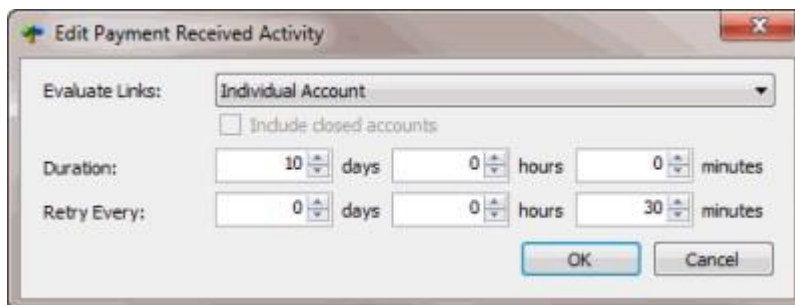 Edit Payment Received Activity
Evaluate Links: Individual Account
Include closed accounts
Duration: 10 days 0 hours 0 minutes
Retry Every: 0 days 0 hours 30 minutes
OK Cancel